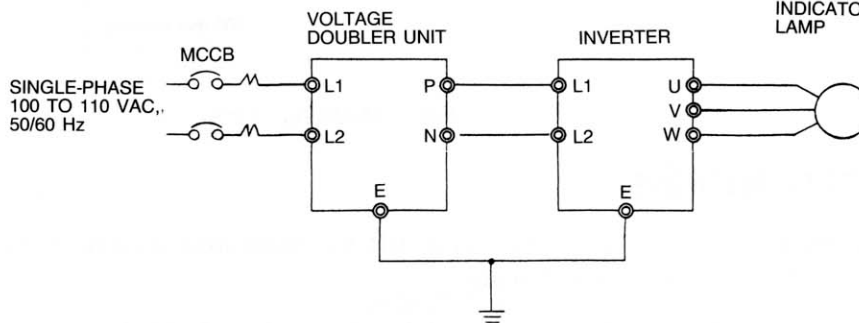 VOLTAGE
DOUBLER UNIT
INVERTER
LAMP
MCCB
SINGLE-PHASE
100 TO 110 VAC,
50/60 Hz
L1
P
L1
U
V
L2
N
L2
W
E
E